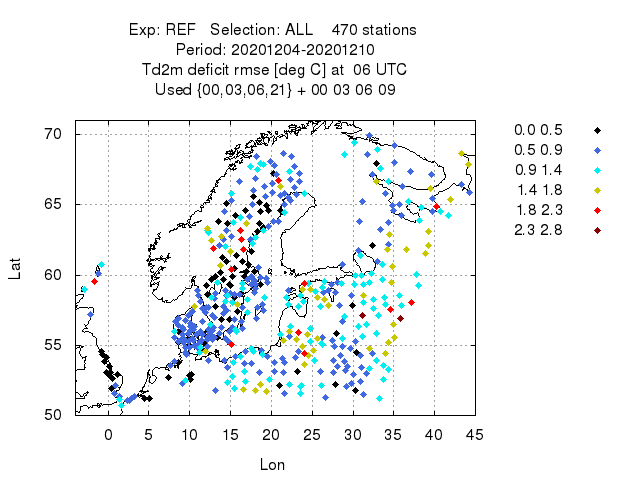 Exp: REF   Selection: ALL    470 stations
Period: 20201204-20201210
Td2m deficit rmse [deg C] at  06 UTC
Used {00,03,06,21} + 00 03 06 09
0.0 0.5
0.5 0.9
0.9 1.4
1.4 1.8
1.8 2.3
2.3 2.8
70
65
60
55
50
Lat
0 5 10 15 20 25 30 35 40 45
Lon